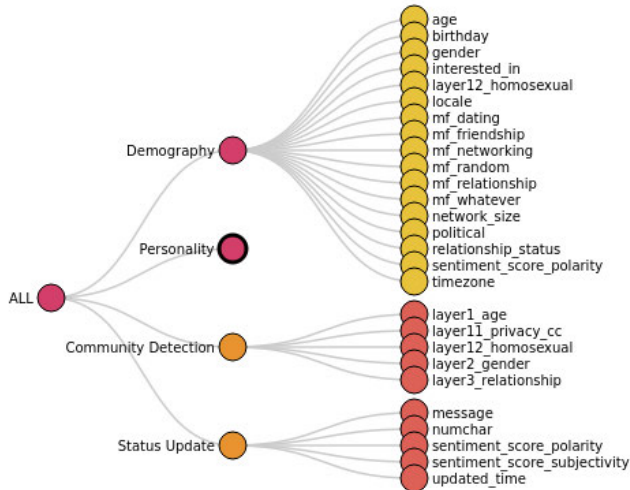 ALL
Demography
age
birthday
gender
interested_in
layer12_homosexual
locale
mf_dating
mf_friendship
mf_networking
mf_random
mf_relationship
mf_whatever
network_size
political
relationship_status
sentiment_score_polarity
timezone
Personality
Community Detection
layer1_age
layer11_privacy_cc
layer12_homosexual
layer2_gender
layer3_relationship
Status Update
message
numchar
sentiment_score_polarity
sentiment_score_subjectivity
updated_time